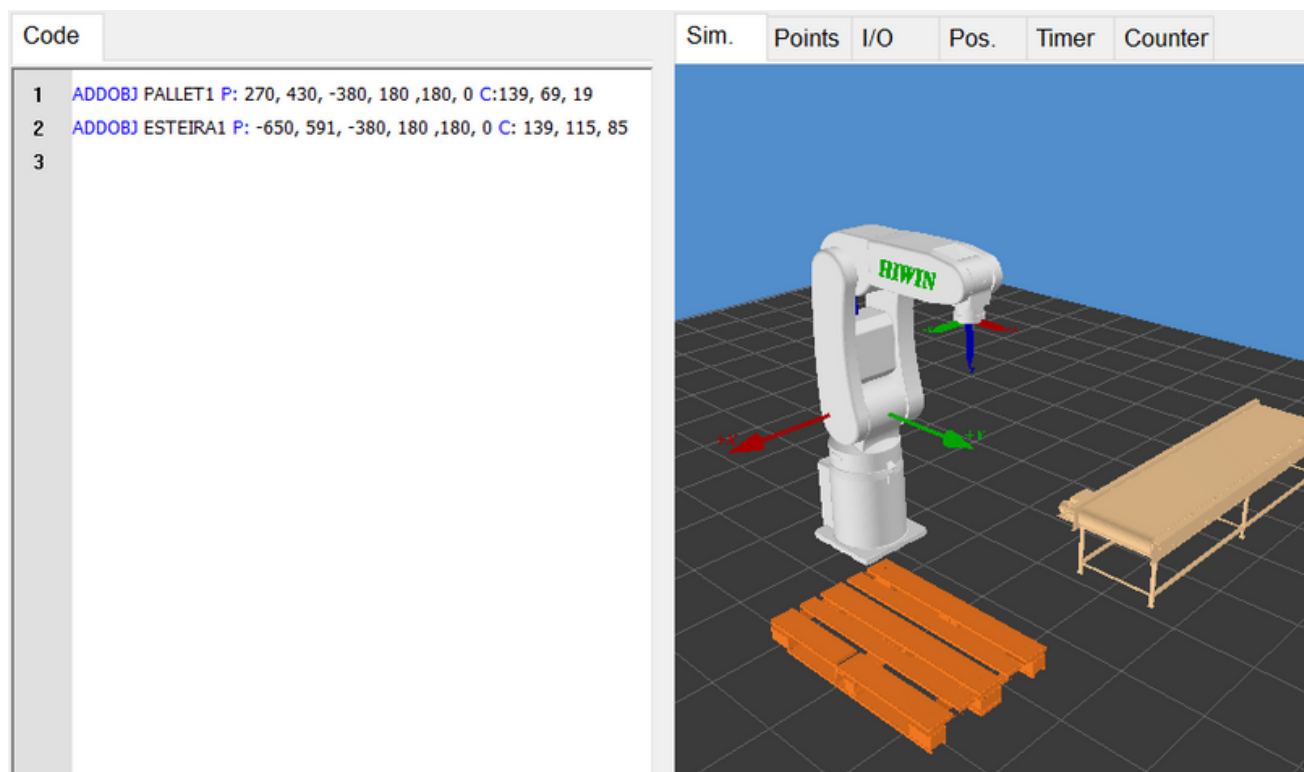 Code
Sim. Points I/O Pos. Timer Counter
1 ADDOBJ PALLET1 P: 270, 430, -380, 180 ,180, 0 C:139, 69, 19
2 ADDOBJ ESTEIRA1 P: -650, 591, -380, 180 ,180, 0 C: 139, 115, 85
3
HIWIN
+X
+Y